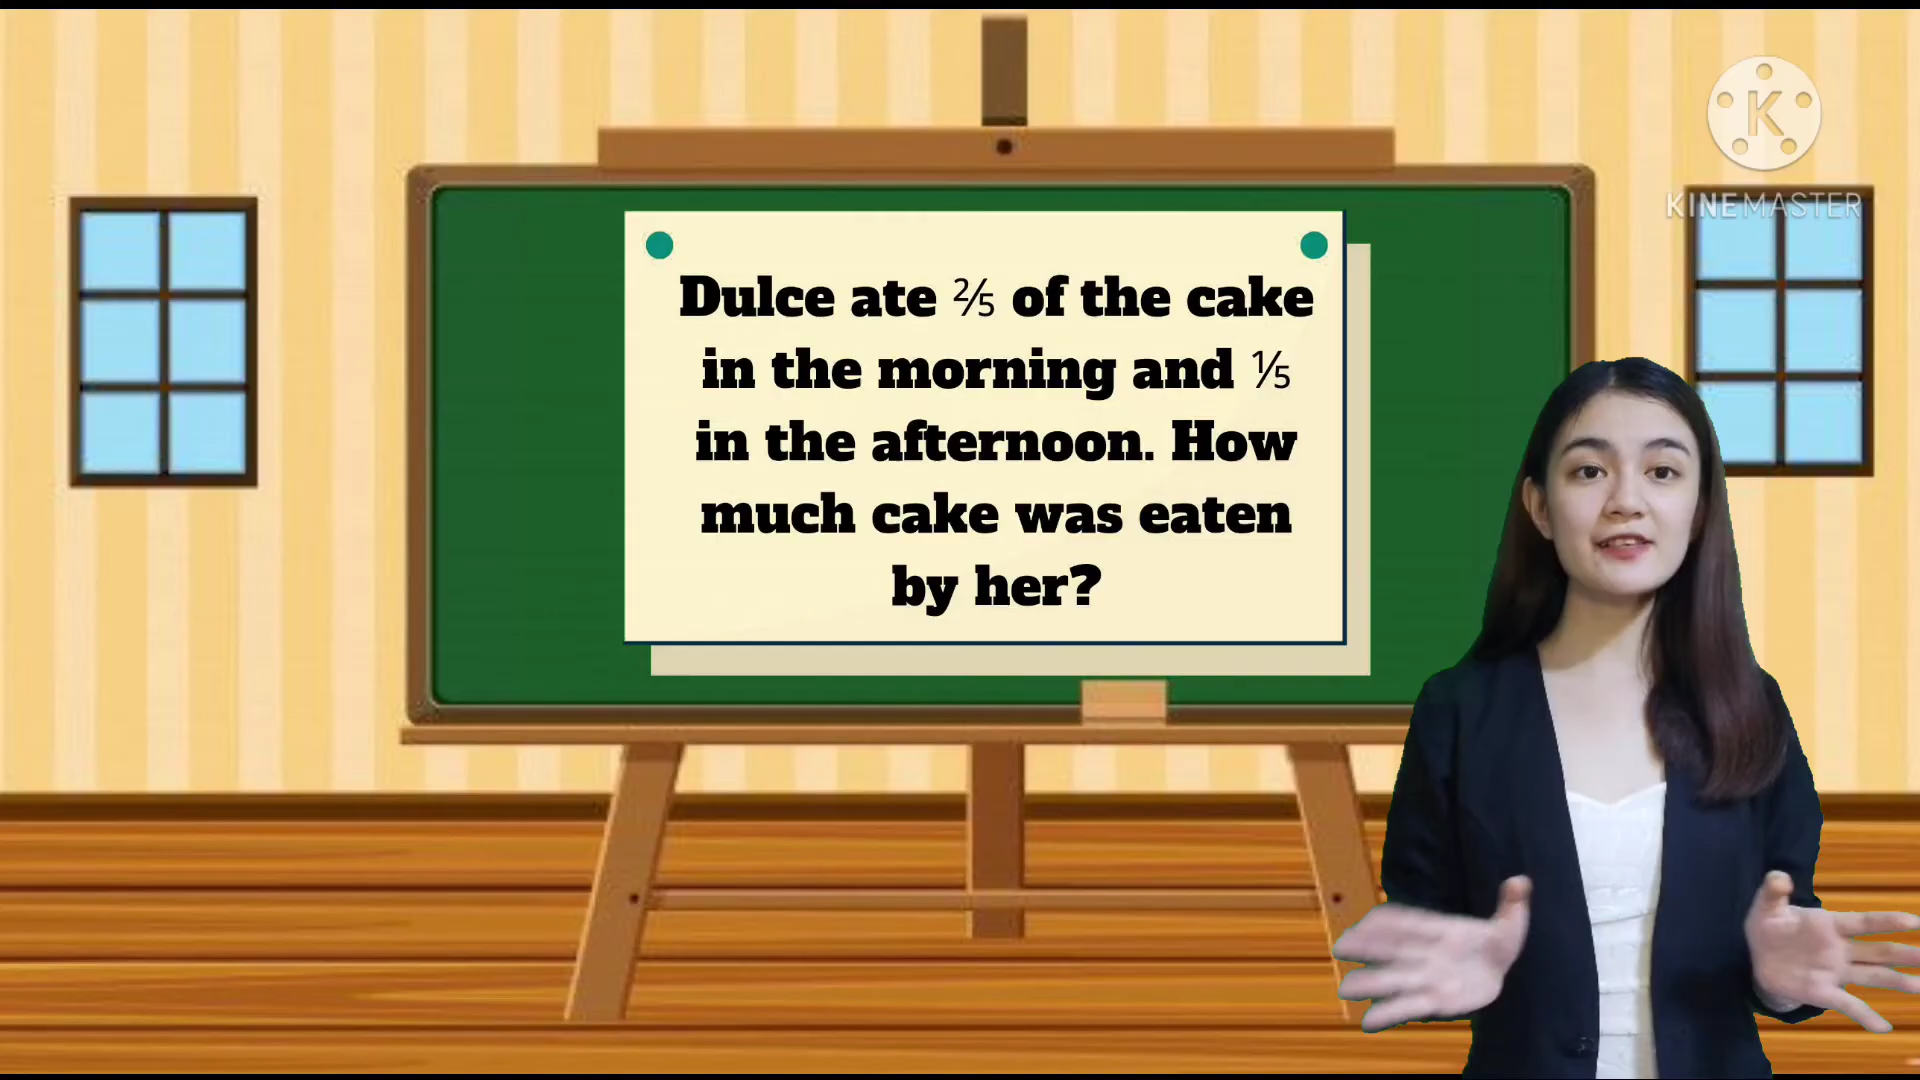 K
KINEMASTER
Dulce ate ⅖ of the cake
in the morning and ⅕
in the afternoon. How
much cake was eaten
by her?